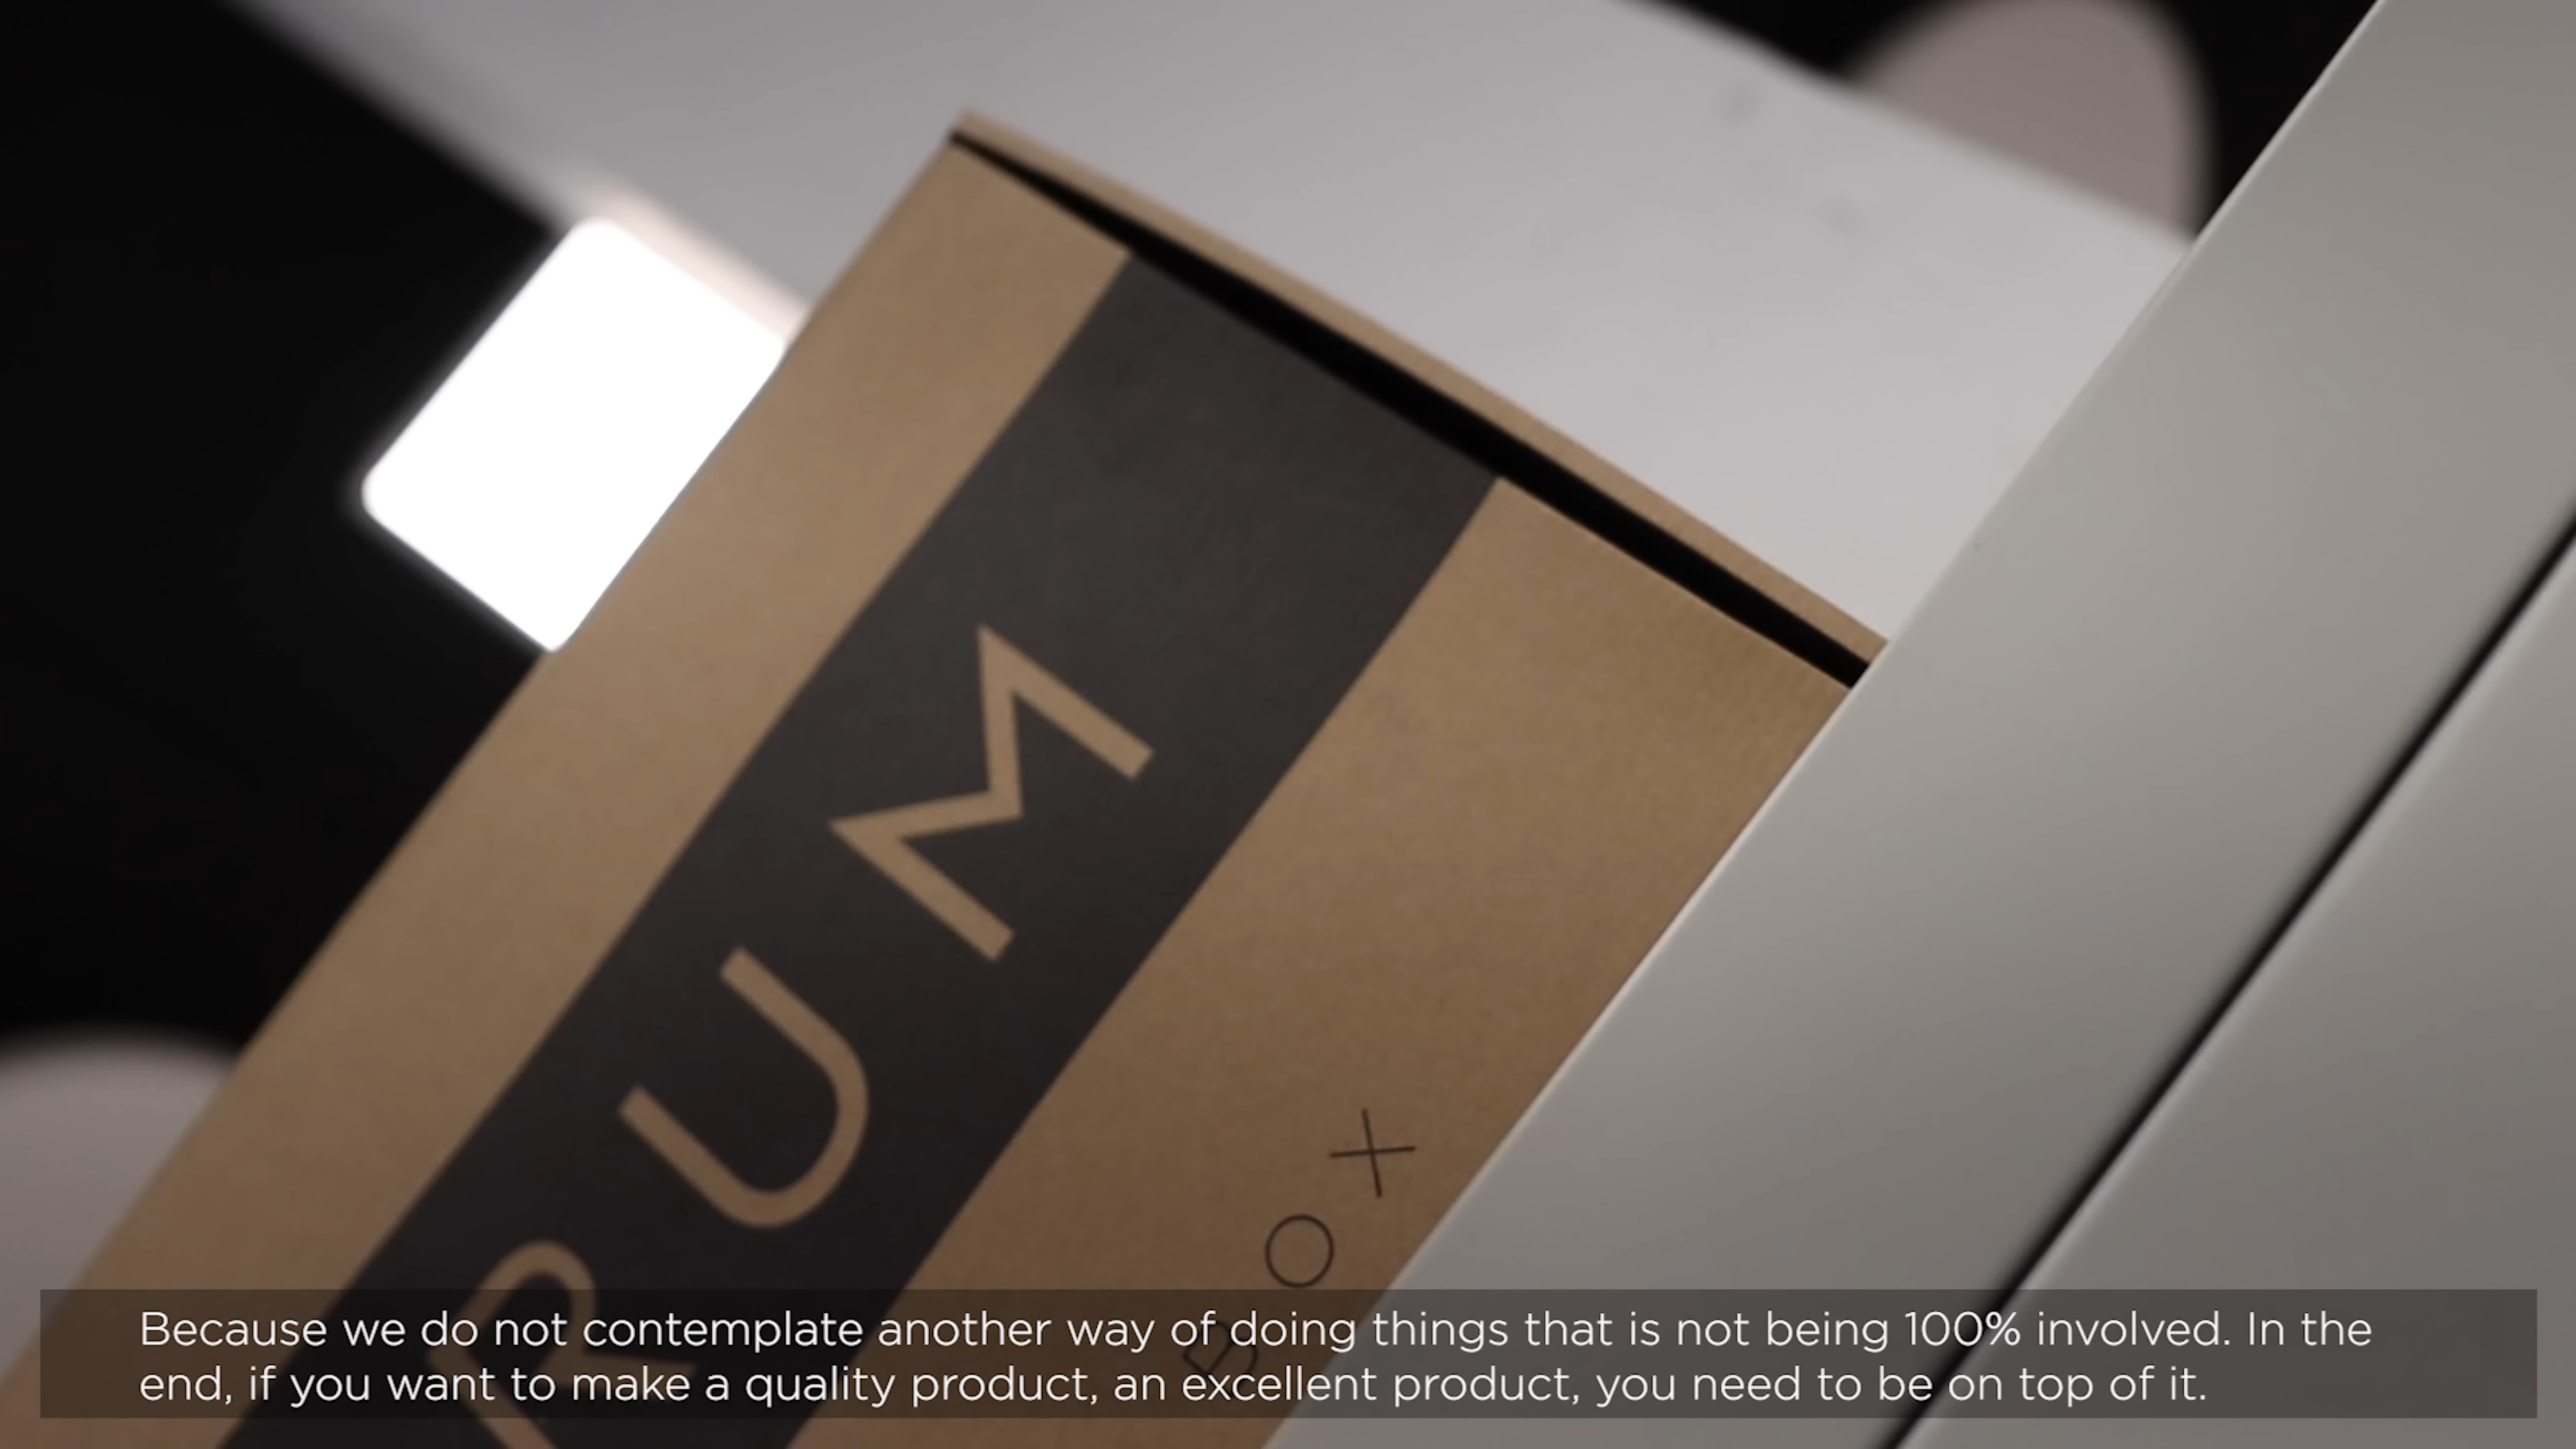 RUM
BOX
Because we do not contemplate another way of doing things that is not being 100% involved. In the
end, if you want to make a quality product, an excellent product, you need to be on top of it.